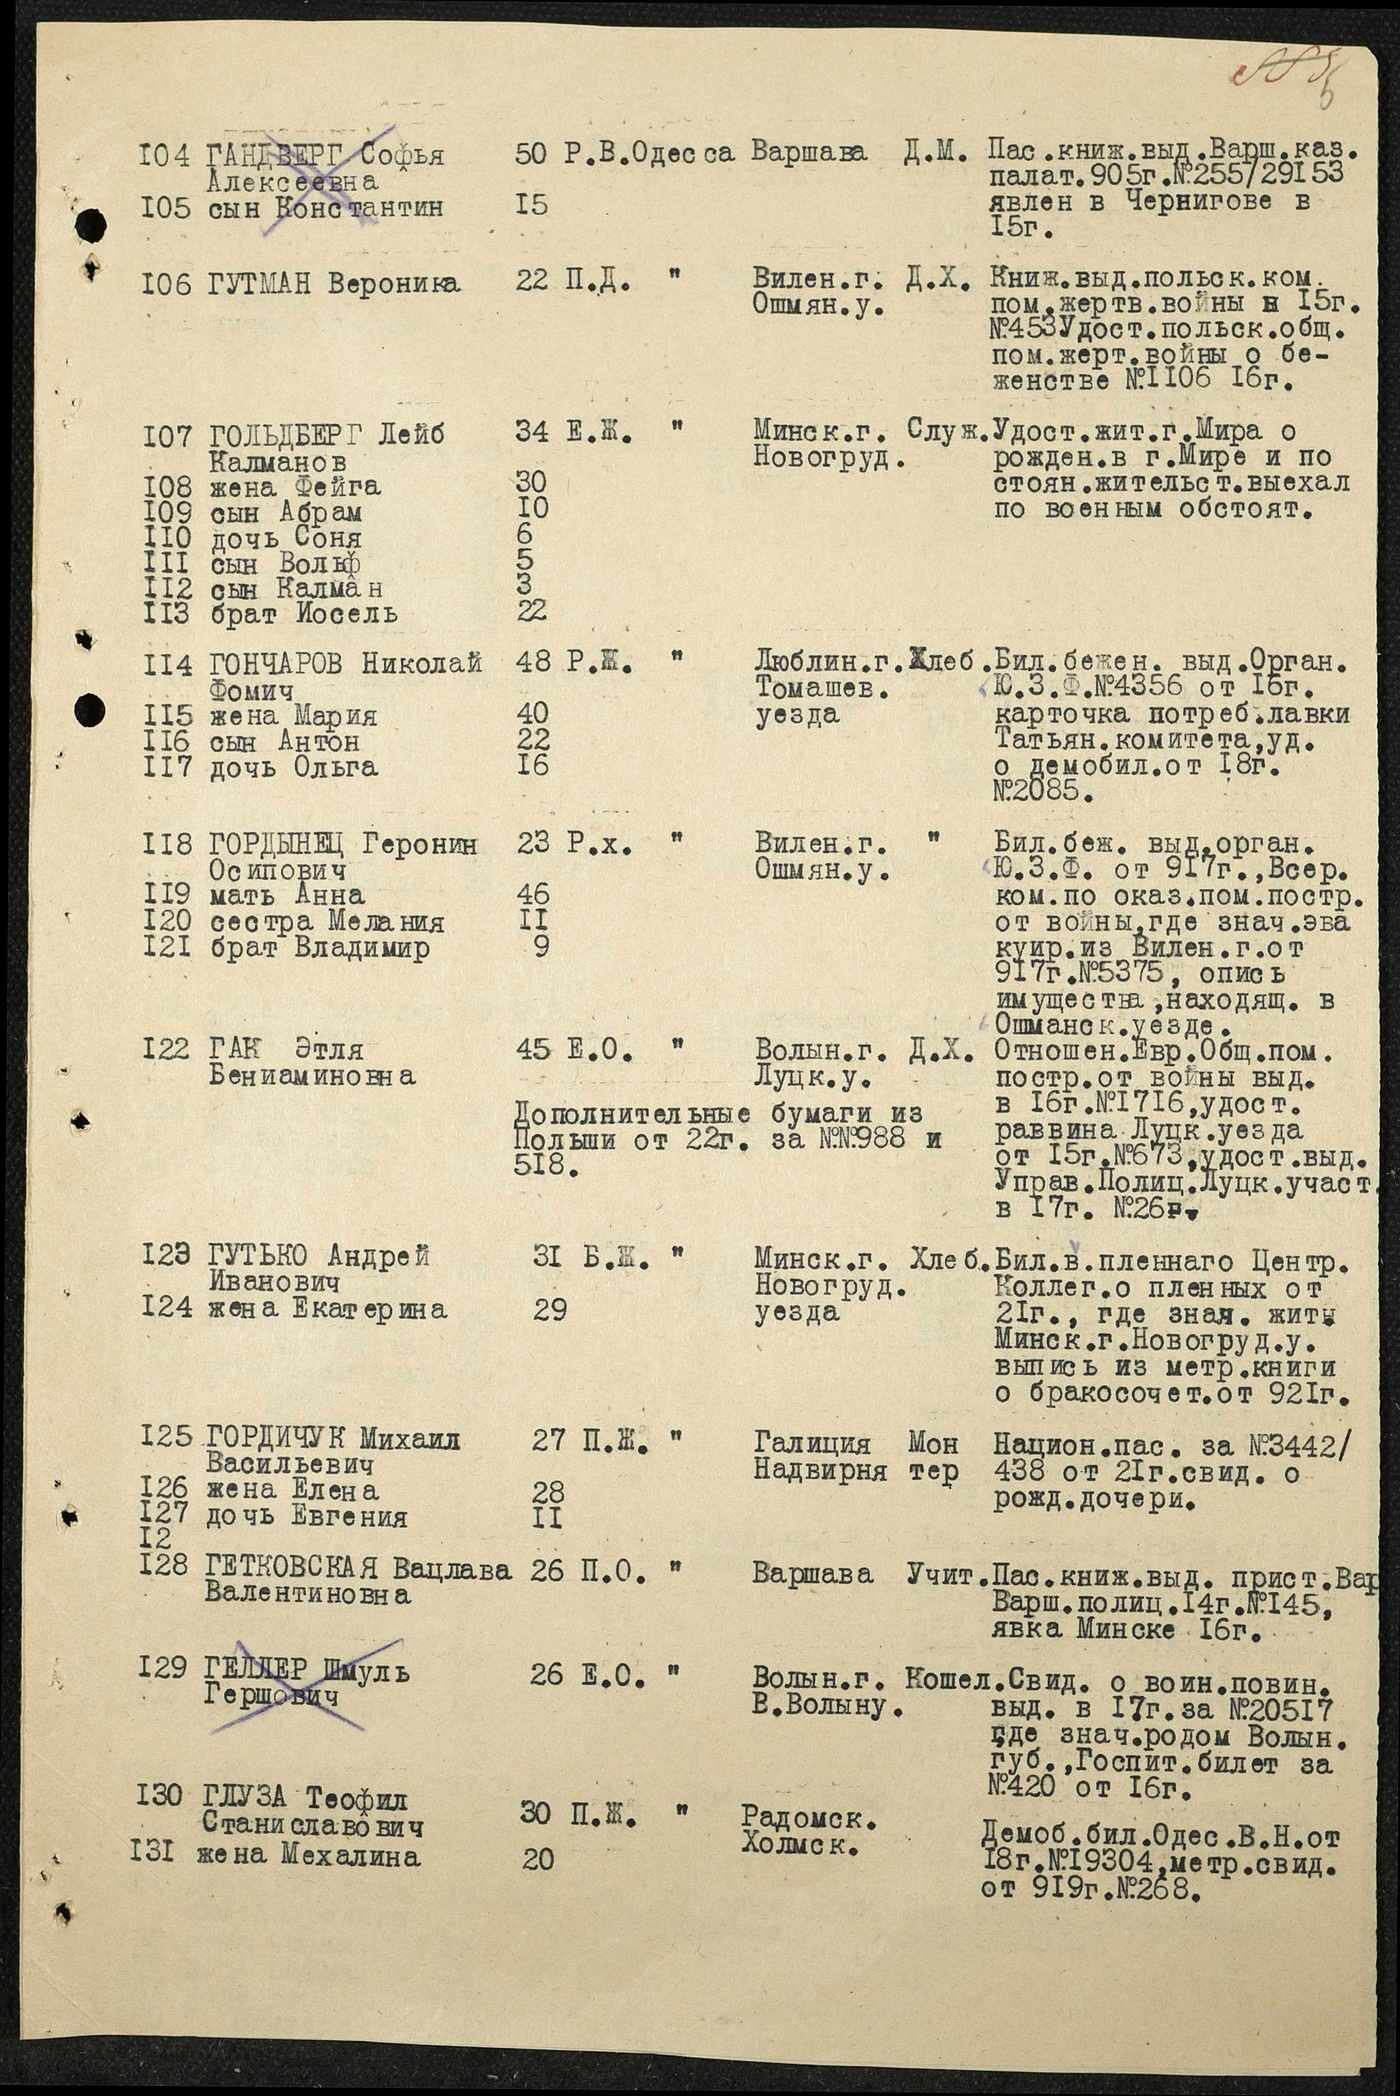 104 ГАНДВЕРГ Софья 50 Р.В.Одесса Варшава Д.М. Пас.книж.выд.Варш.каз.
Алексеевна палат.905г.№255/29153
105 сын Константин 15 явлен в Чернигове в
15г.
106 ГУТМАН Вероника 22 П.Д. " Вилен.г. Д.Х. Книж.выд.польск.ком.
Ошмян.у. пом.жертв.войны в 15г.
№453Удост.польск.общ.
пом.жерт.войны о бе-
женстве №1106 16г.
107 ГОЛЬДБЕРГ Лейб 34 Е.Ж. " Минск.г. Служ.Удост.жит.г.Мира о
Калманов Новогруд. рожден.в г.Мире и по
108 жена Фейга 30 стоян.жительст.выехал
109 сын Абрам 10 по военным обстоят.
110 дочь Соня 6
111 сын Вольф 5
112 сын Калман 3
113 брат Иосель 22
114 ГОНЧАРОВ Николай 48 Р.Ж. " Люблин.г.Хлеб.Бил.бежен. выд.Орган.
Фомич Томашев. Ю.З.Ф.№4356 от 16г.
115 жена Мария 40 уезда карточка потреб.лавки
116 сын Антон 22 Татьян.комитета,уд.
117 дочь Ольга 16 о демобил.от 18г.
№2085.
118 ГОРДЫНЕЦ Геронин 23 Р.х. " Вилен.г. " Бил.беж. выд.орган.
Осипович Ошмян.у. Ю.З.Ф. от 917г.,Всер.
119 мать Анна 46 ком.по оказ.пом.постр.
120 сестра Мелания 11 от войны,где знач.эва
121 брат Владимир 9 куир.из Вилен.г.от
917г.№5375, опись
имущества,находящ. в
Ошманск.уезде.
122 ГАК Этля 45 Е.О. " Волын.г. Д.Х. Отношен.Евр.Общ.пом.
Бениаминовна Луцк.у. постр.от войны выд.
Дополнительные бумаги из в 16г.№1716,удост.
Польши от 22г. за №№988 и раввина Луцк.уезда
518. от 15г.№673,удост.выд.
Управ.Полиц.Луцк.участ.
в 17г. №26
123 ГУТЬКО Андрей 31 Б.Ж. " Минск.г. Хлеб.Бил.в.пленнаго Центр.
Иванович Новогруд. Коллег.о пленных от
124 жена Екатерина 29 уезда 21г., где знач. жит.
Минск.г.Новогруд.у.
выпись из метр.книги
о бракосочет.от 921г.
125 ГОРДИЧУК Михаил 27 П.Ж. " Галиция Мон Национ.пас. за №3442/
Васильевич Надвирня тер 438 от 21г.свид. о
126 жена Елена 28 рожд.дочери.
127 дочь Евгения 11
12
128 ГЕТКОВСКАЯ Вацлава 26 П.О. " Варшава Учит.Пас.книж.выд. прист.Вар
Валентиновна Варш.полиц.14г.№145,
явка Минске 16г.
129 ГЕЛЛЕР Шмуль 26 Е.О. " Волын.г. Кошел.Свид. о воин.повин.
Гершович В.Волыну. выд. в 17г.за №20517
где знач.родом Волын.
губ.,Госпит.билет за
№420 от 16г.
130 ГЛУЗА Теофил 30 П.Ж. " Радомск.
Станиславович Холмск. Демоб.бил.Одес.В.Н.от
131 жена Мехалина 20 18г.№19304,метр.свид.
от 919г.№268.